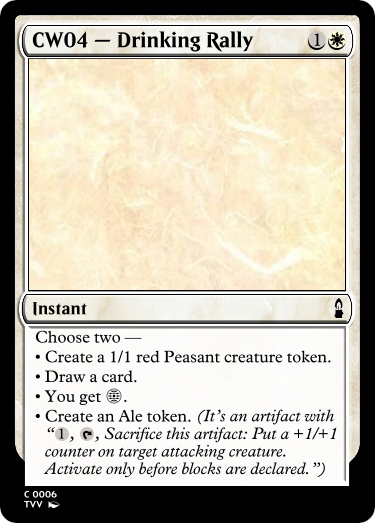 CW04 — Drinking Rally 1
Instant
Choose two —
• Create a 1/1 red Peasant creature token.
• Draw a card.
• You get .
• Create an Ale token. (It's an artifact with
“1, , Sacrifice this artifact: Put a +1/+1
counter on target attacking creature.
Activate only before blocks are declared.”)
C 0006
TVV